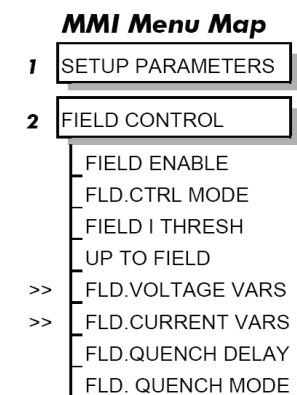 MMI Menu Map
1 SETUP PARAMETERS
2 FIELD CONTROL
FIELD ENABLE
FLD.CTRL MODE
FIELD I THRESH
UP TO FIELD
>> FLD.VOLTAGE VARS
>> FLD.CURRENT VARS
FLD.QUENCH DELAY
FLD. QUENCH MODE